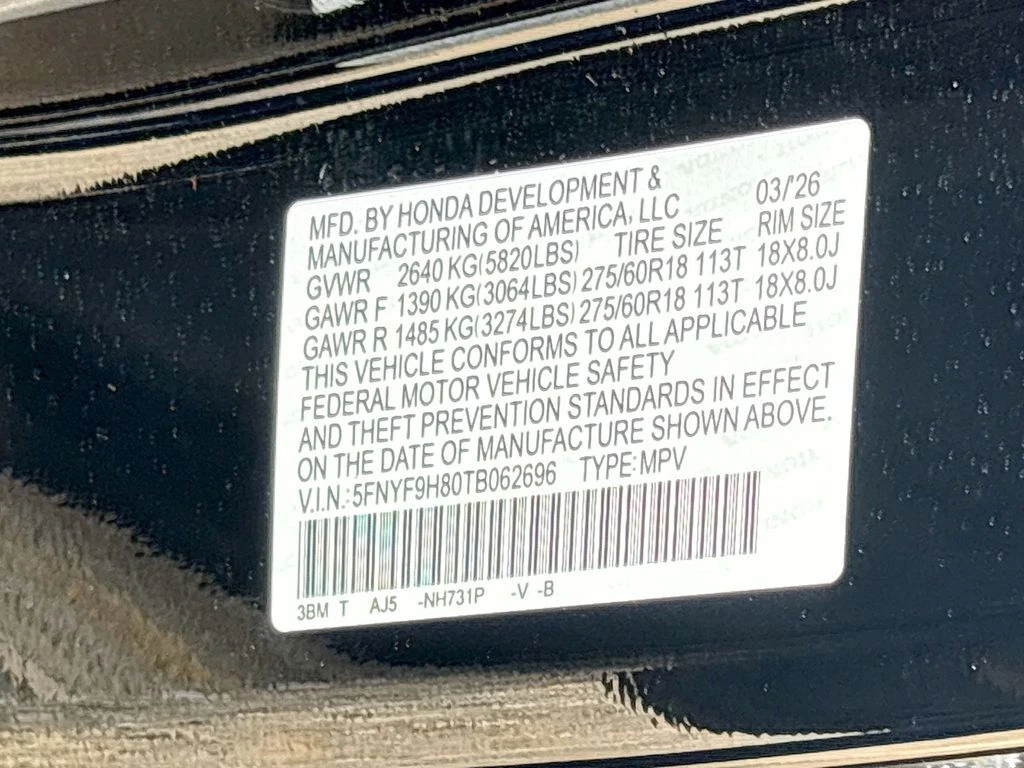 MFD. BY HONDA DEVELOPMENT & 03/'26
MANUFACTURING OF AMERICA, LLC
GVWR 2640 KG(5820LBS) TIRE SIZE RIM SIZE
GAWR F 1390 KG(3064LBS) 275/60R18 113T 18X8.0J
GAWR R 1485 KG(3274LBS) 275/60R18 113T 18X8.0J
THIS VEHICLE CONFORMS TO ALL APPLICABLE
FEDERAL MOTOR VEHICLE SAFETY
AND THEFT PREVENTION STANDARDS IN EFFECT
ON THE DATE OF MANUFACTURE SHOWN ABOVE.
V.I.N.:5FNYF9H80TB062696 TYPE:MPV
3BM T AJ5 -NH731P -V -B